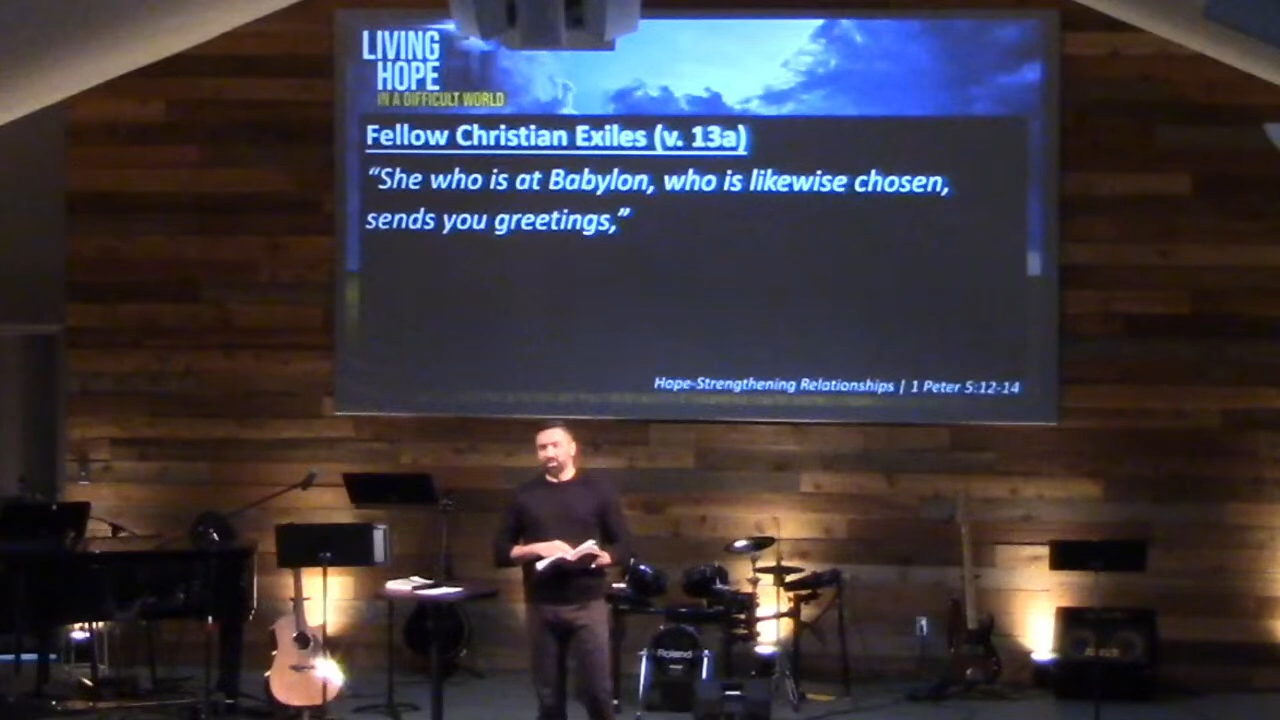 LIVING
HOPE
IN A DIFFICULT WORLD
Fellow Christian Exiles (v. 13a)
“She who is at Babylon, who is likewise chosen,
sends you greetings,”
Hope-Strengthening Relationships | 1 Peter 5:12-14
Roland